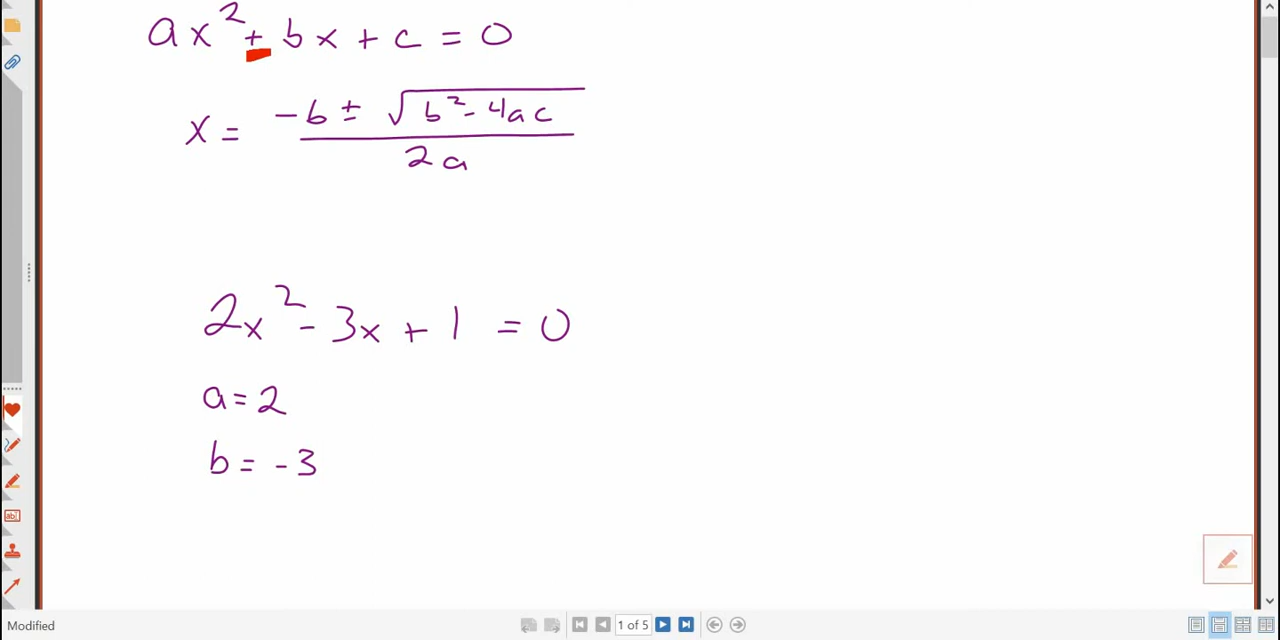 ax² + bx + c = 0
x = -b ± √(b² - 4ac) / 2a
2x² - 3x + 1 = 0
a = 2
b = -3
Modified
1 of 5